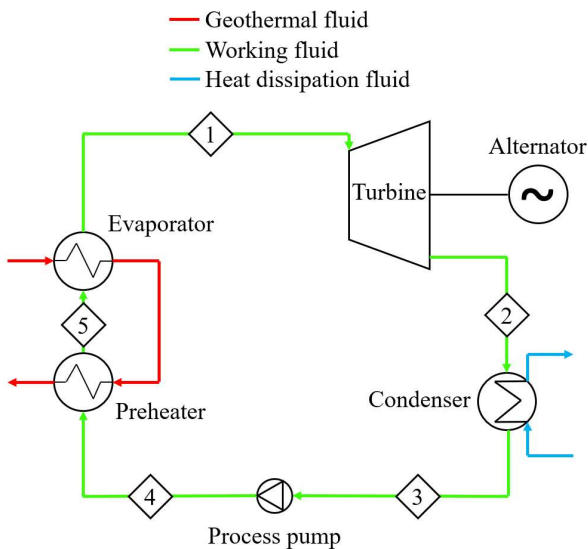 Geothermal fluid
Working fluid
Heat dissipation fluid
1
Alternator
Turbine
~
Evaporator
5
2
Preheater
Condenser
4
3
Process pump